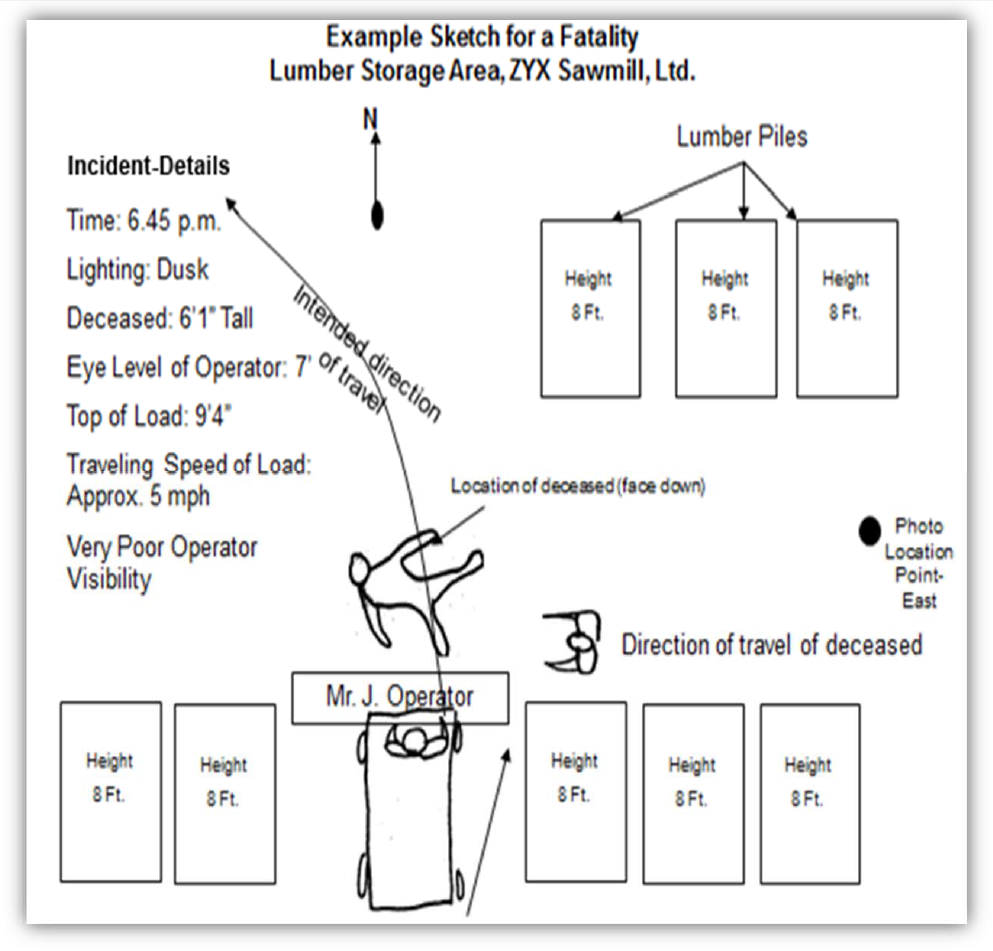 Example Sketch for a Fatality
Lumber Storage Area, ZYX Sawmill, Ltd.
N
Lumber Piles
Incident-Details
Time: 6.45 p.m.
Lighting: Dusk
Deceased: 6'1" Tall
Eye Level of Operator: 7'
Top of Load: 9'4"
Traveling Speed of Load:
Approx. 5 mph
Very Poor Operator
Visibility
Intended direction
of travel
Height
8 Ft.
Height
8 Ft.
Height
8 Ft.
Location of deceased (face down)
Photo
Location
Point-
East
Direction of travel of deceased
Mr. J. Operator
Height
8 Ft.
Height
8 Ft.
Height
8 Ft.
Height
8 Ft.
Height
8 Ft.